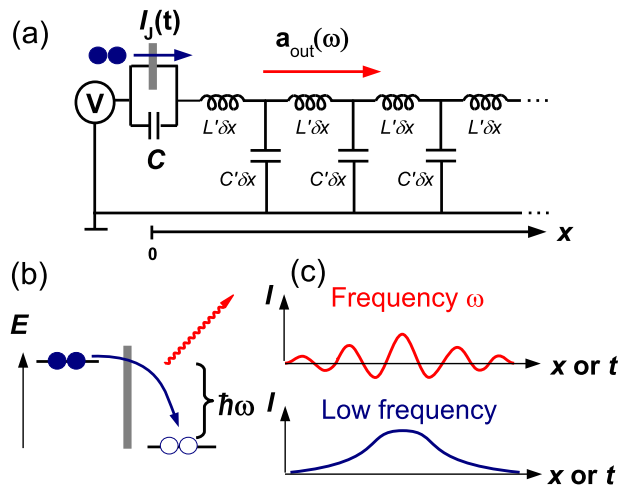 (a)
I_J(t)
a_out(ω)
V
C
L'δx L'δx L'δx L'δx
C'δx C'δx C'δx
0
x
(b)
E
ħω
(c)
I
Frequency ω
x or t
I
Low frequency
x or t